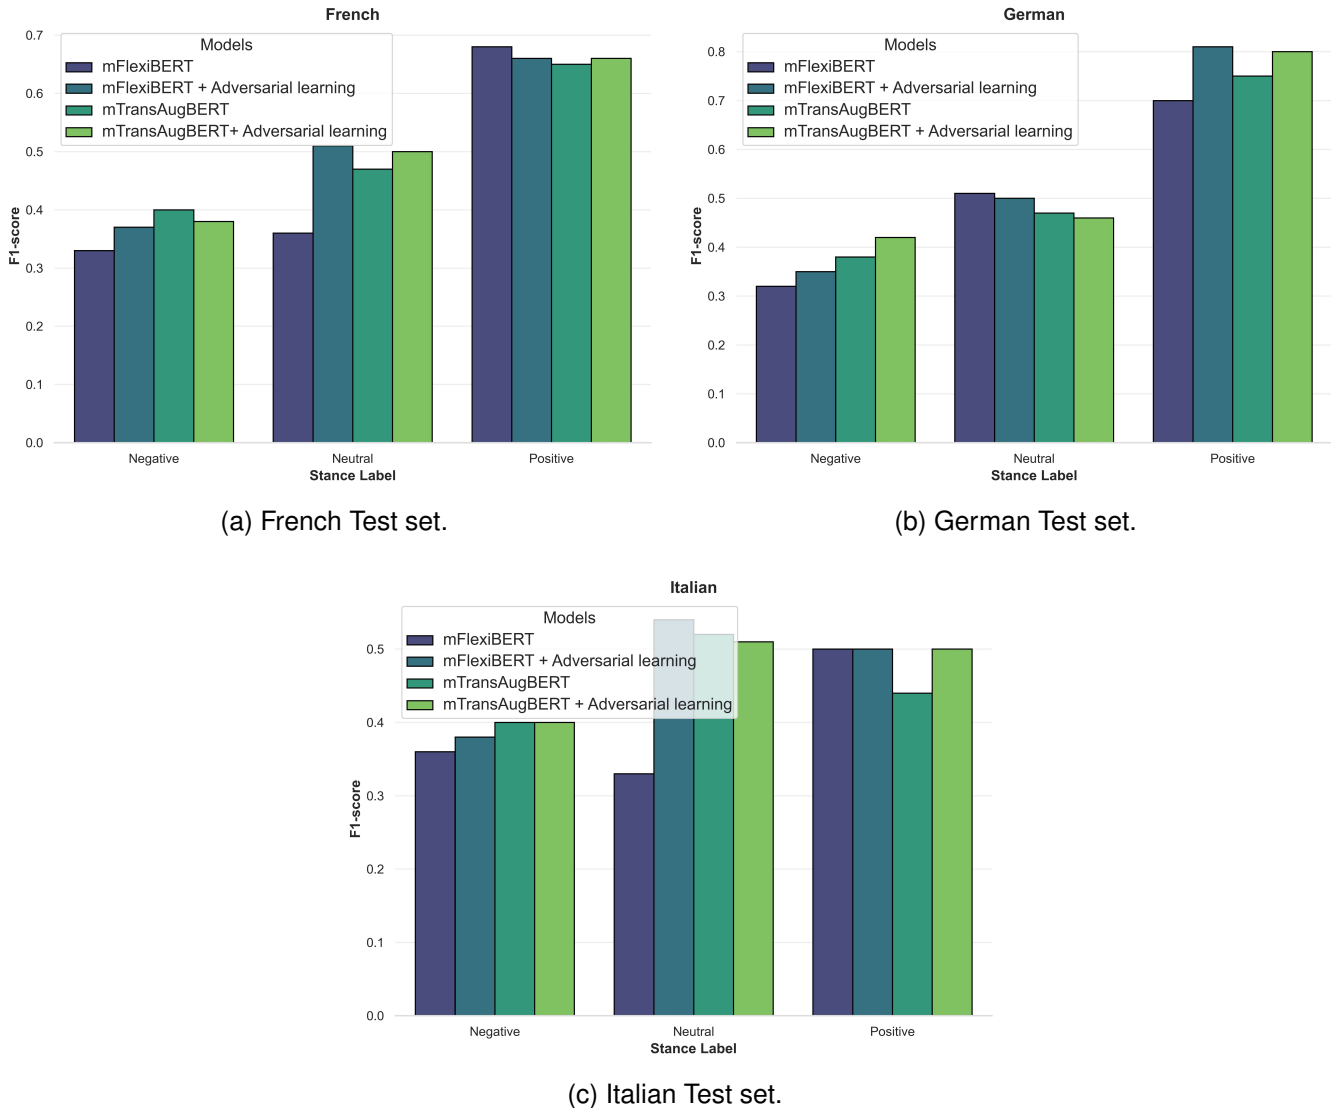 French
Models
mFlexiBERT
mFlexiBERT + Adversarial learning
mTransAugBERT
mTransAugBERT+ Adversarial learning
F1-score
0.7
0.6
0.5
0.4
0.3
0.2
0.1
0.0
Negative Neutral Positive
Stance Label
(a) French Test set.
German
Models
mFlexiBERT
mFlexiBERT + Adversarial learning
mTransAugBERT
mTransAugBERT + Adversarial learning
F1-score
0.8
0.7
0.6
0.5
0.4
0.3
0.2
0.1
0.0
Negative Neutral Positive
Stance Label
(b) German Test set.
Italian
Models
mFlexiBERT
mFlexiBERT + Adversarial learning
mTransAugBERT
mTransAugBERT + Adversarial learning
F1-score
0.5
0.4
0.3
0.2
0.1
0.0
Negative Neutral Positive
Stance Label
(c) Italian Test set.